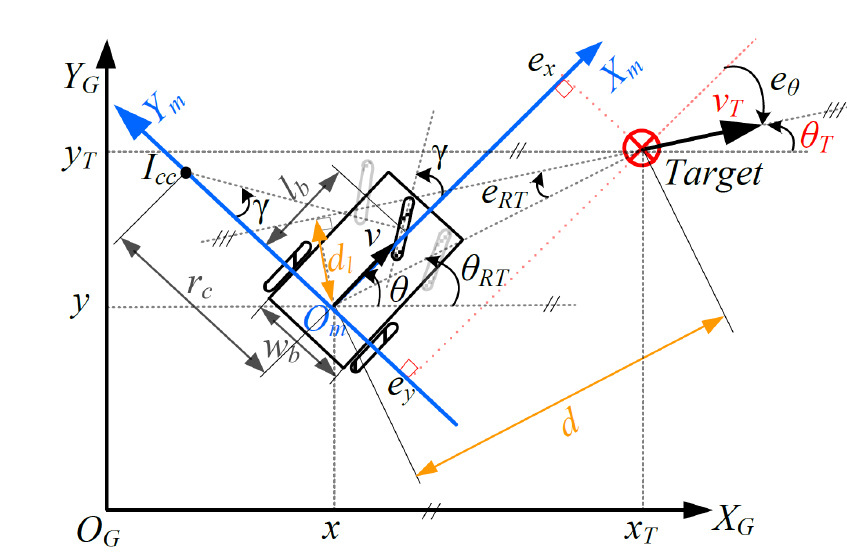 Y_G
Y_m
e_x
X_m
v_T
e_θ
θ_T
y_T
I_cc
l_b
γ
γ
e_RT
Target
v
d_l
θ
θ_RT
r_c
y
O_m
w_b
e_y
d
O_G
x
x_T
X_G